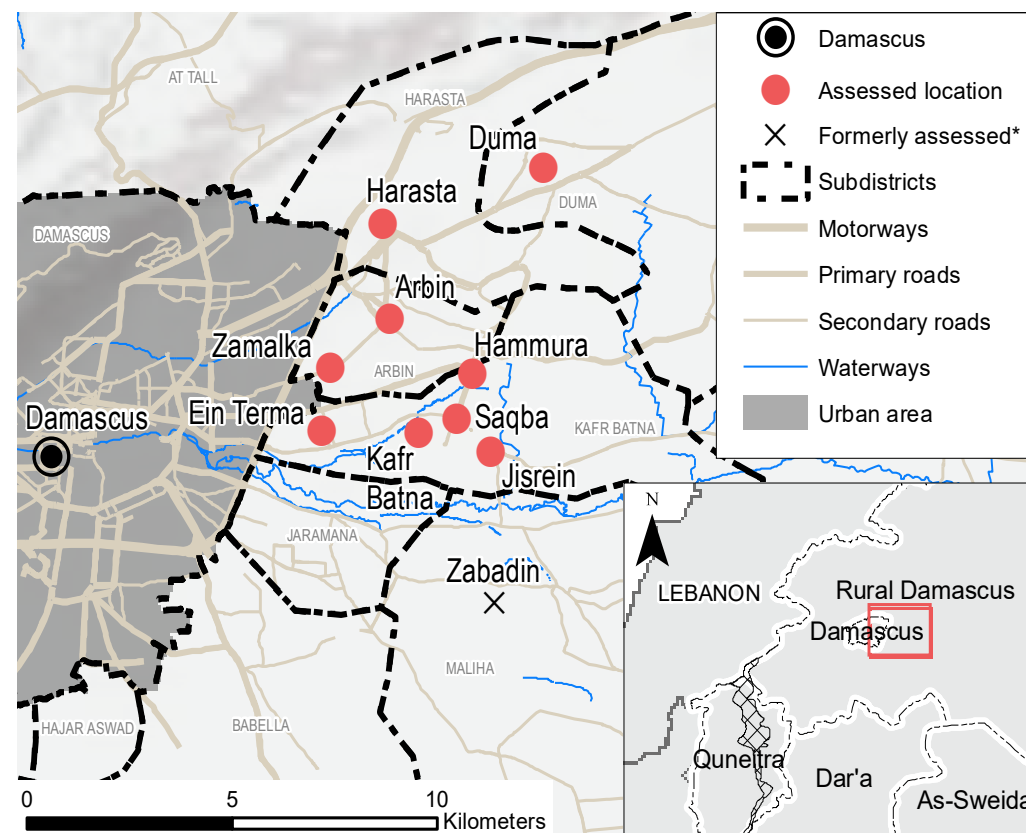 Damascus
Assessed location
Formerly assessed*
Subdistricts
Motorways
Primary roads
Secondary roads
Waterways
Urban area
AT TALL
HARASTA
Duma
Harasta
DUMA
DAMASCUS
Arbin
Zamalka
Hammura
ARBIN
Damascus
Ein Terma
Saqba
KAFR BATNA
Kafr
Batna
Jisrein
JARAMANA
Zabadin
MALIHA
HAJAR ASWAD
BABELLA
N
LEBANON
Rural Damascus
Damascus
Quneitra
Dar'a
As-Sweida
0
5
10
Kilometers